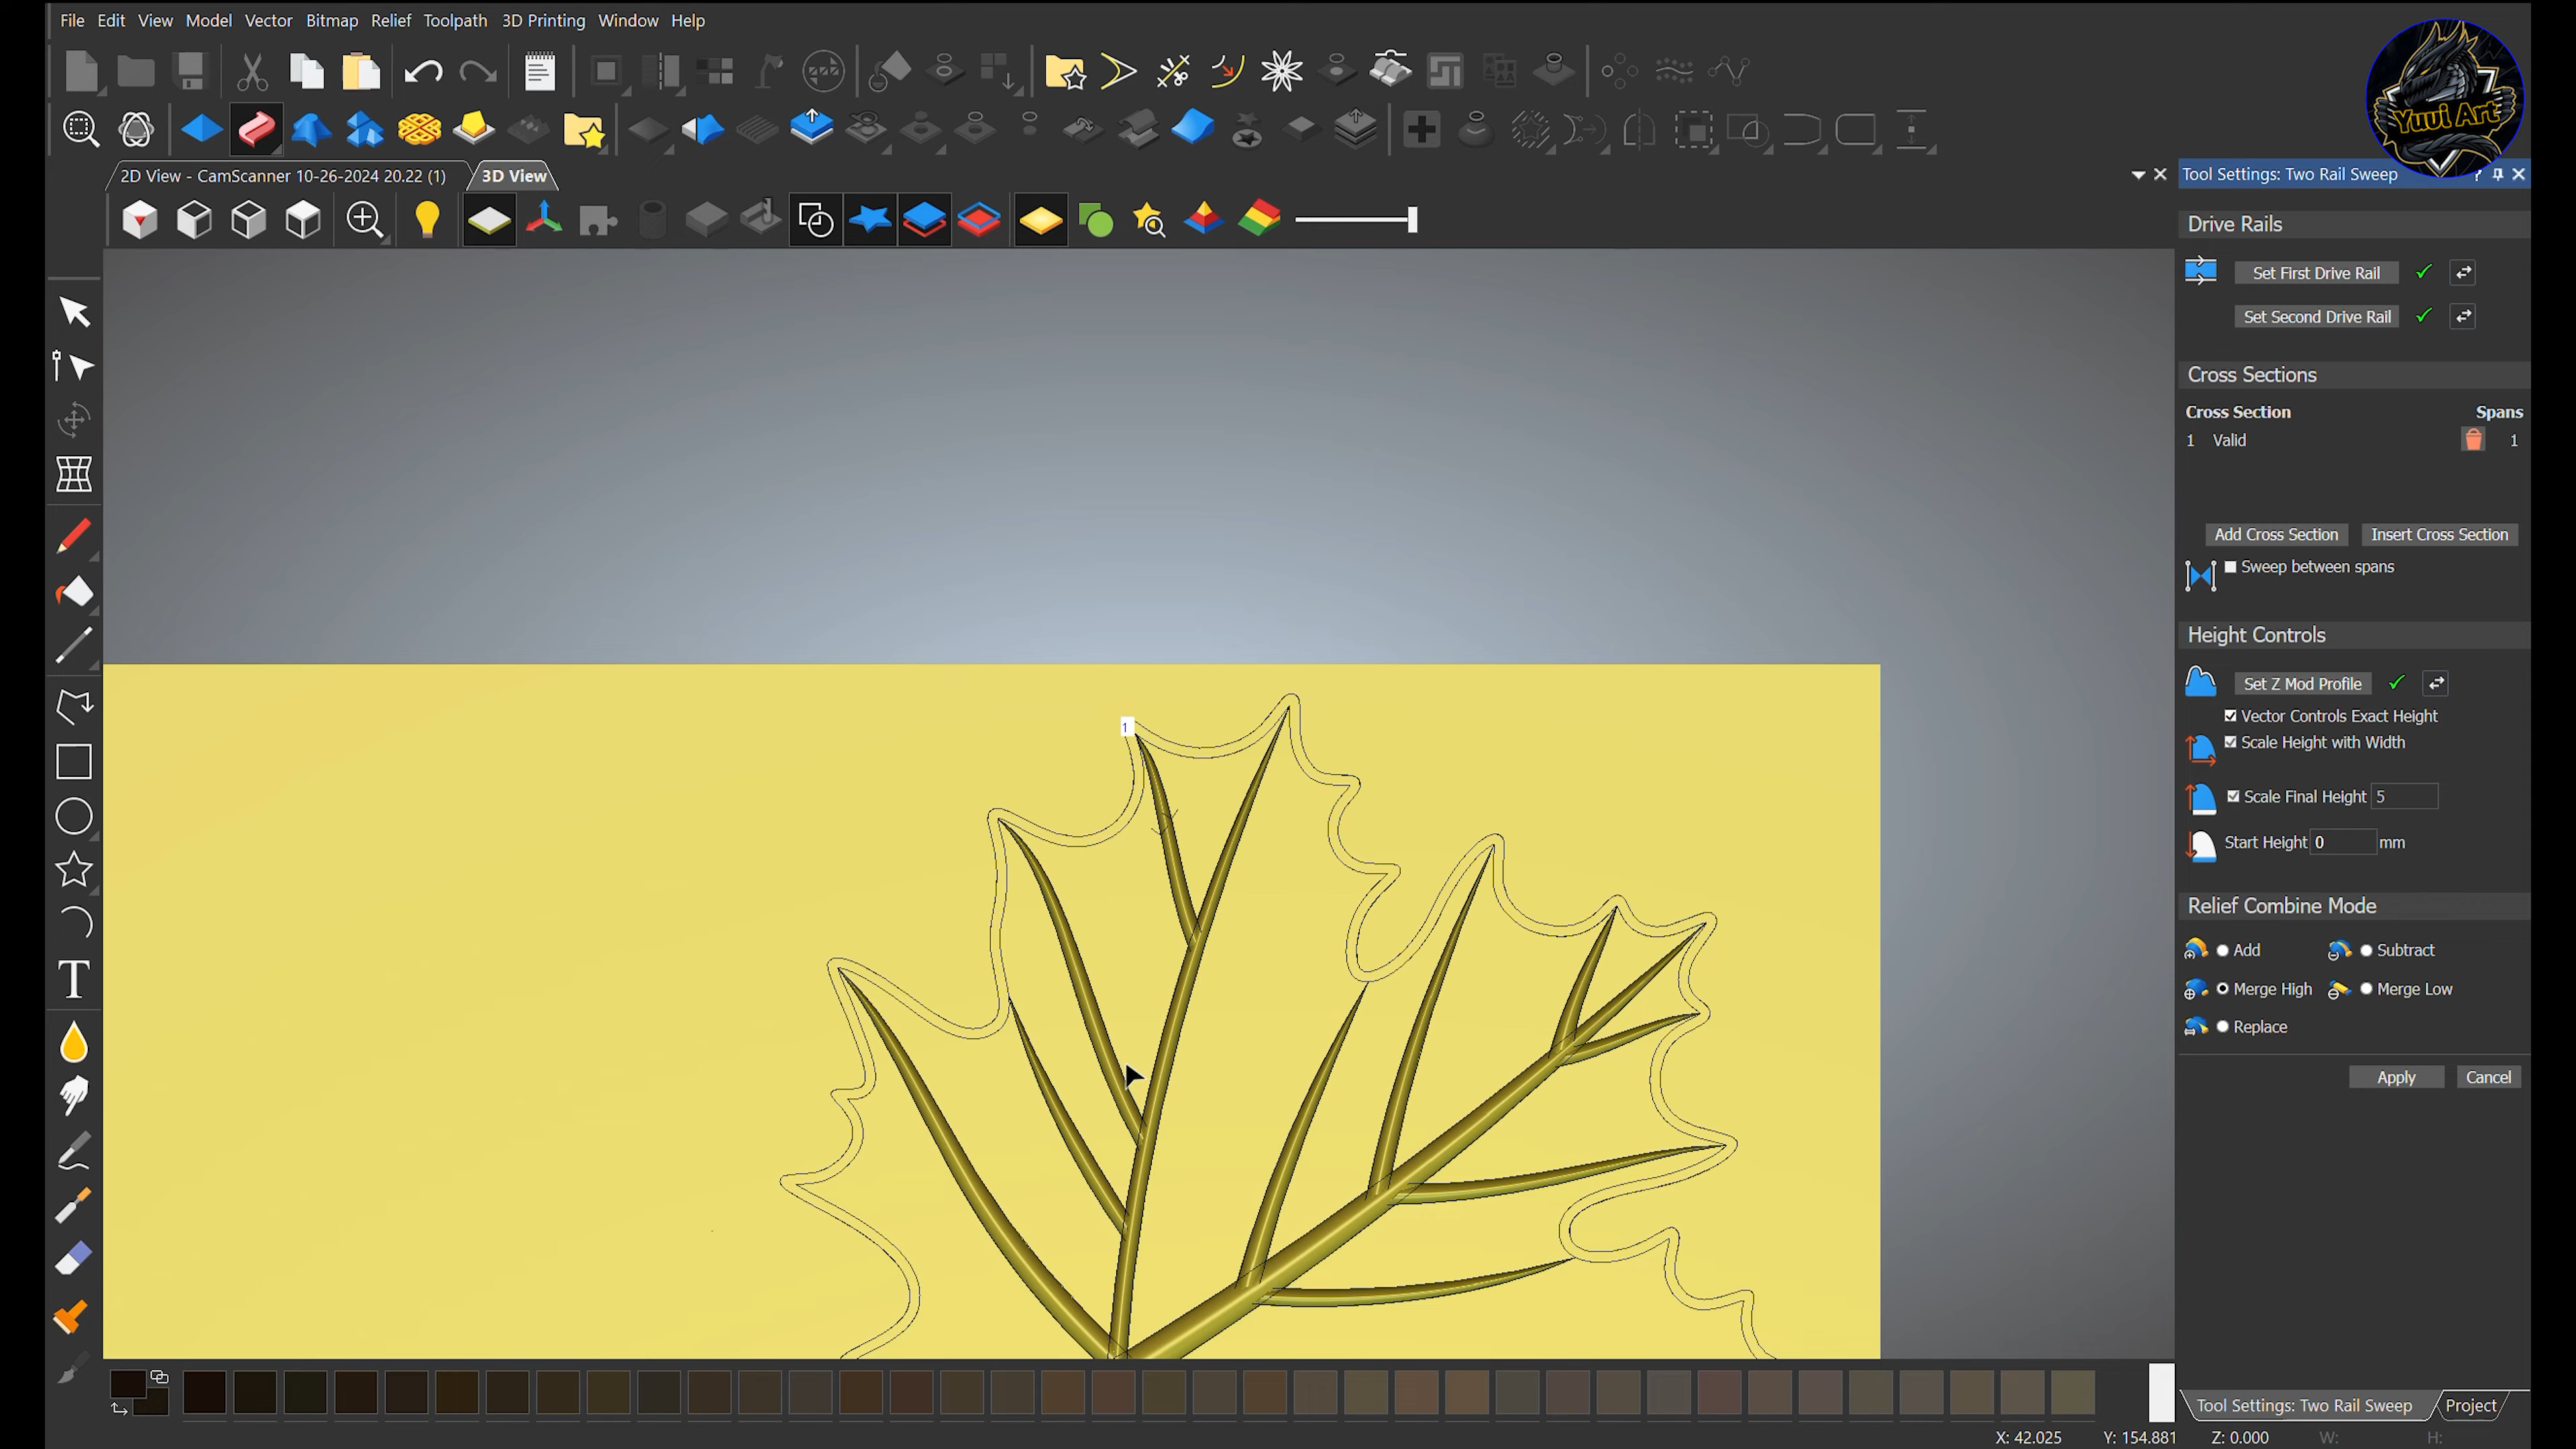 File Edit View Model Vector Bitmap Relief Toolpath 3D Printing Window Help
Yuvi Art
2D View - CamScanner 10-26-2024 20.22 (1) 3D View
Tool Settings: Two Rail Sweep
Drive Rails
Set First Drive Rail
Set Second Drive Rail
Cross Sections
Cross Section Spans
1 Valid 1
Add Cross Section Insert Cross Section
Sweep between spans
Height Controls
Set Z Mod Profile
Vector Controls Exact Height
Scale Height with Width
Scale Final Height 5
Start Height 0 mm
Relief Combine Mode
Add Subtract
Merge High Merge Low
Replace
Apply Cancel
1
T
Tool Settings: Two Rail Sweep Project
X: 42.025 Y: 154.881 Z: 0.000 W: H: